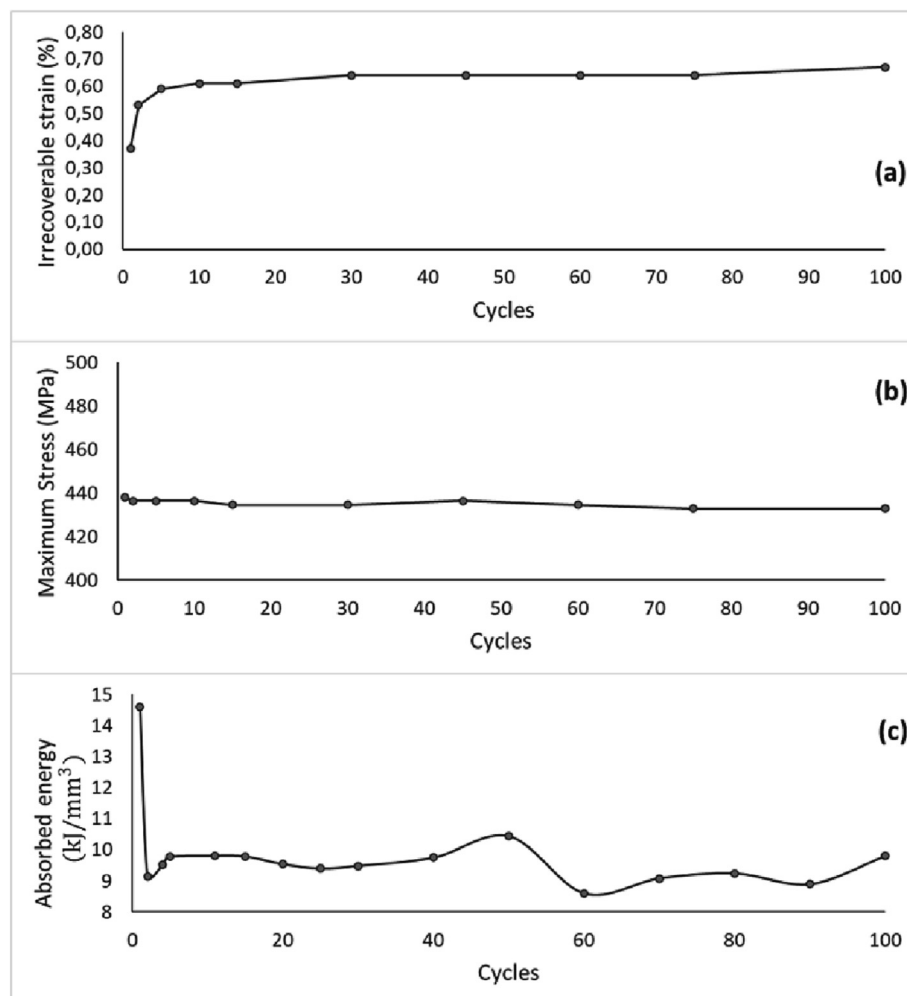 0,80
0,70
0,60
0,50
0,40
0,30
0,20
0,10
0,00
Irrecoverable strain (%)
(a)
0 10 20 30 40 50 60 70 80 90 100
Cycles
500
480
460
440
420
400
Maximum Stress (MPa)
(b)
0 10 20 30 40 50 60 70 80 90 100
Cycles
15
14
13
12
11
10
9
8
Absorbed energy
(kJ/mm³)
(c)
0 20 40 60 80 100
Cycles